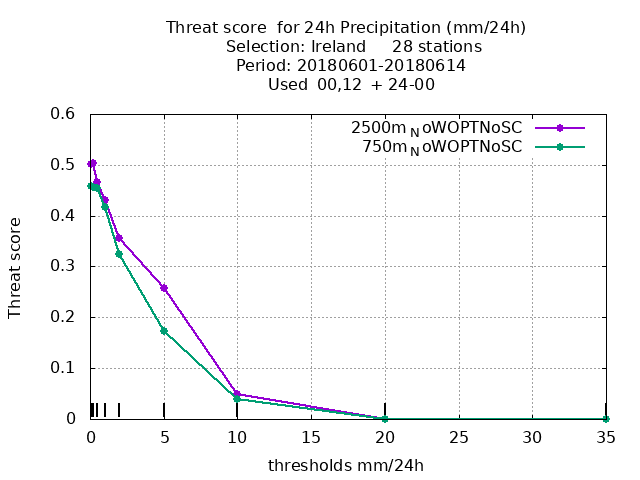 Threat score  for 24h Precipitation (mm/24h)
Selection: Ireland     28 stations
Period: 20180601-20180614
Used  00,12  + 24-00
2500m_NoWOPTNoSC
750m_NoWOPTNoSC
Threat score
0.6
0.5
0.4
0.3
0.2
0.1
0
0 5 10 15 20 25 30 35
thresholds mm/24h